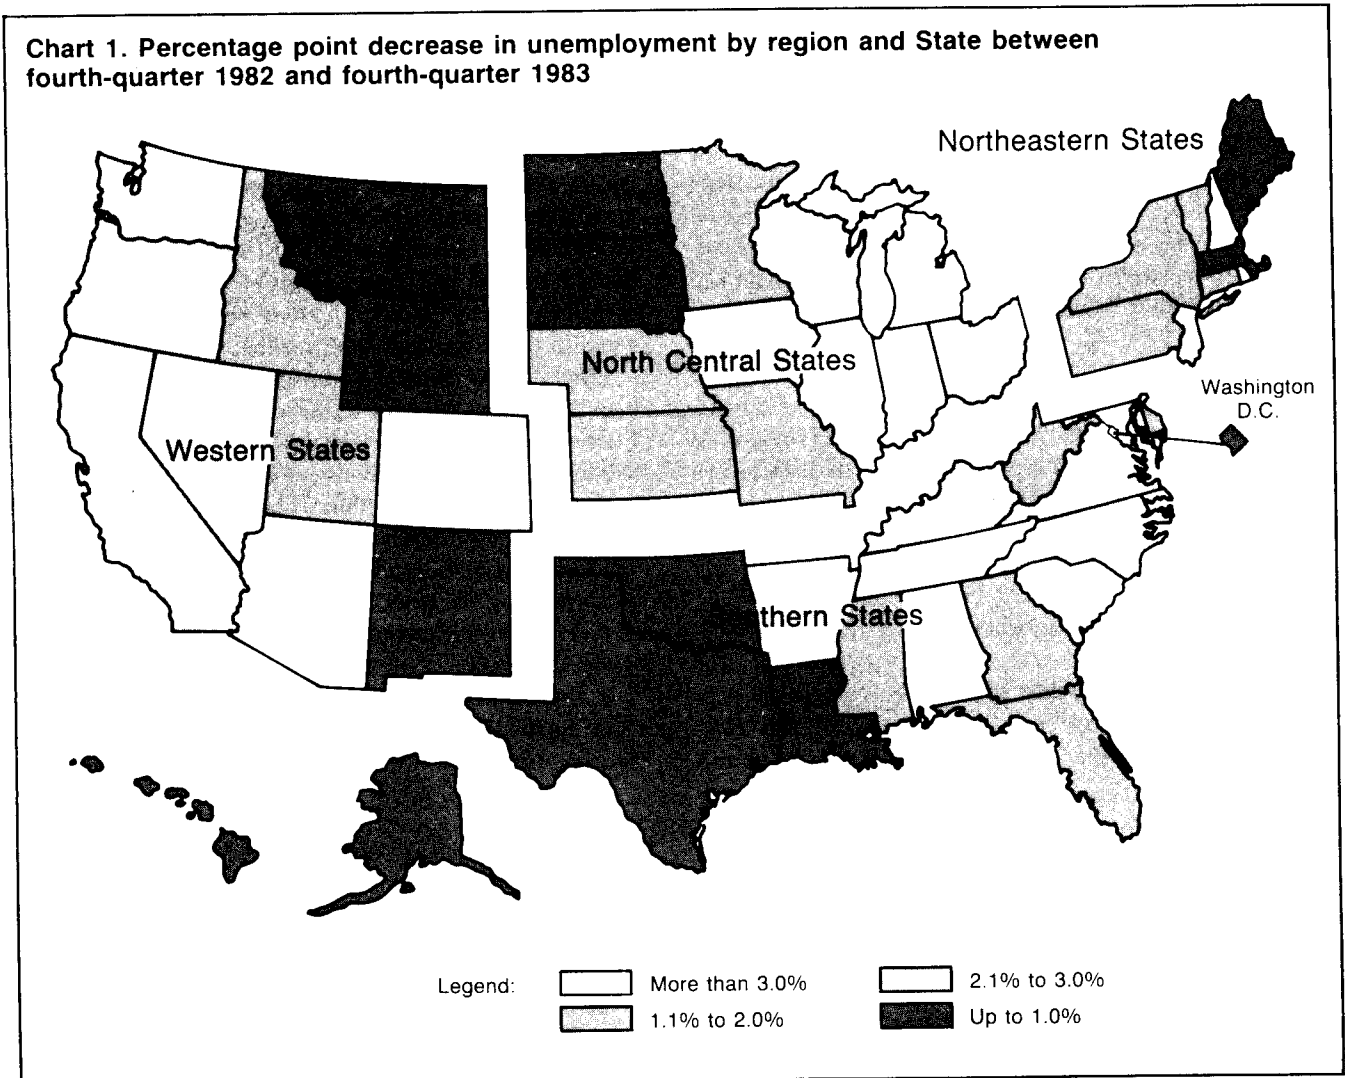 Chart 1. Percentage point decrease in unemployment by region and State between
fourth-quarter 1982 and fourth-quarter 1983
Northeastern States
North Central States
Washington
D.C.
Western States
thern States
Legend:
More than 3.0%
2.1% to 3.0%
1.1% to 2.0%
Up to 1.0%